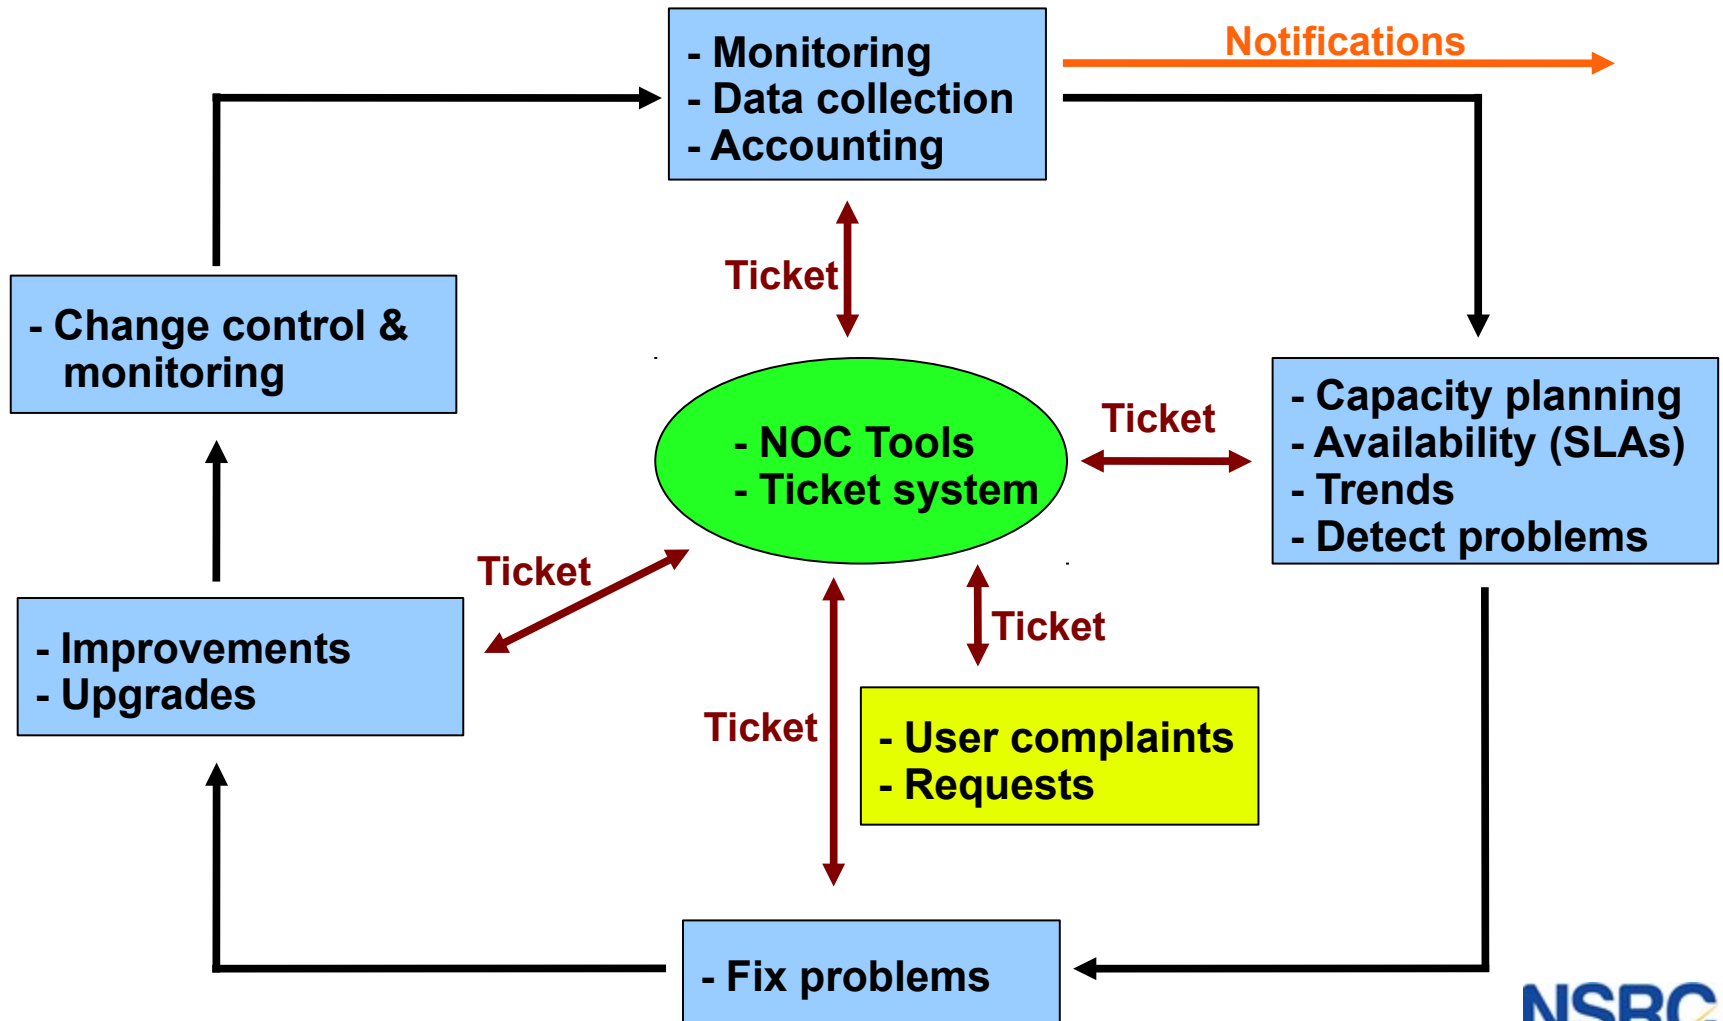 - Monitoring
- Data collection
- Accounting
Notifications
Ticket
- Change control &
monitoring
- NOC Tools
- Ticket system
Ticket
- Capacity planning
- Availability (SLAs)
- Trends
- Detect problems
Ticket
- Improvements
- Upgrades
Ticket
Ticket
- User complaints
- Requests
- Fix problems
NSRC